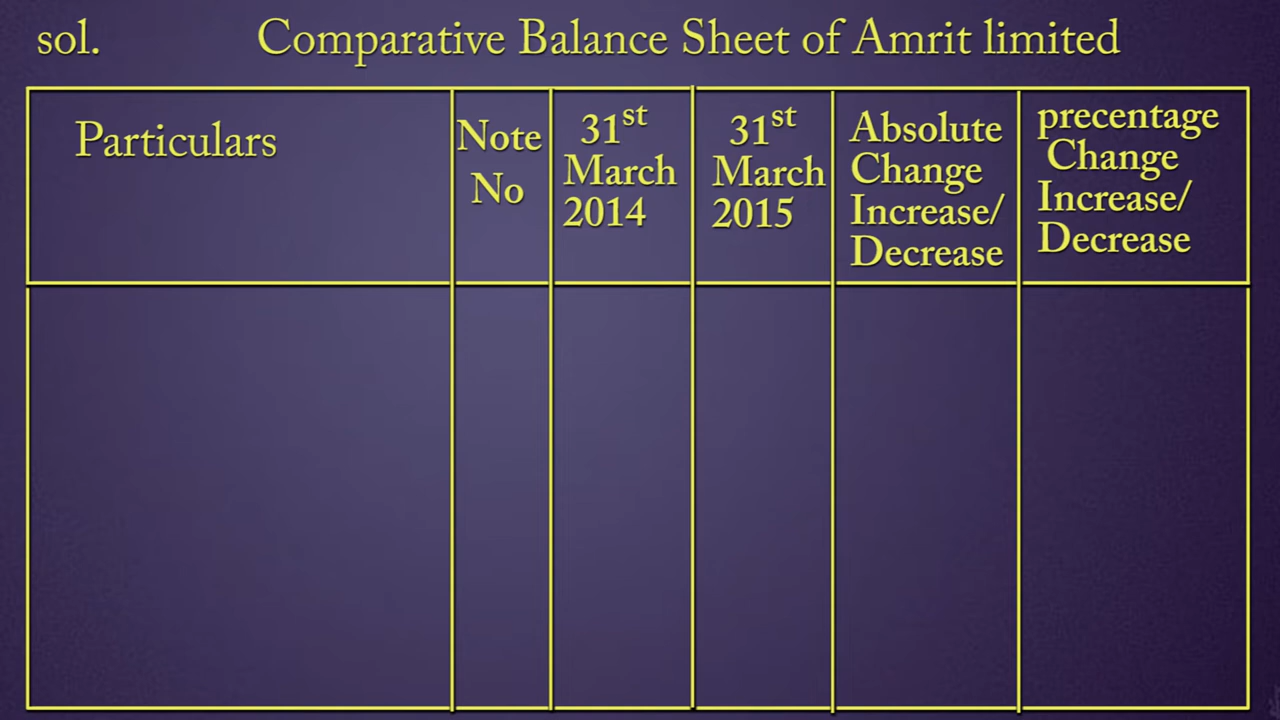 sol. Comparative Balance Sheet of Amrit limited
Particulars
Note
No
31st
March
2014
31st
March
2015
Absolute
Change
Increase/
Decrease
precentage
Change
Increase/
Decrease